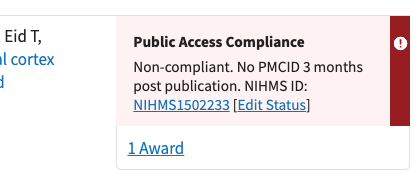 Eid T,
al cortex
d
Public Access Compliance
Non-compliant. No PMCID 3 months
post publication. NIHMS ID:
NIHMS1502233 [Edit Status]
1 Award